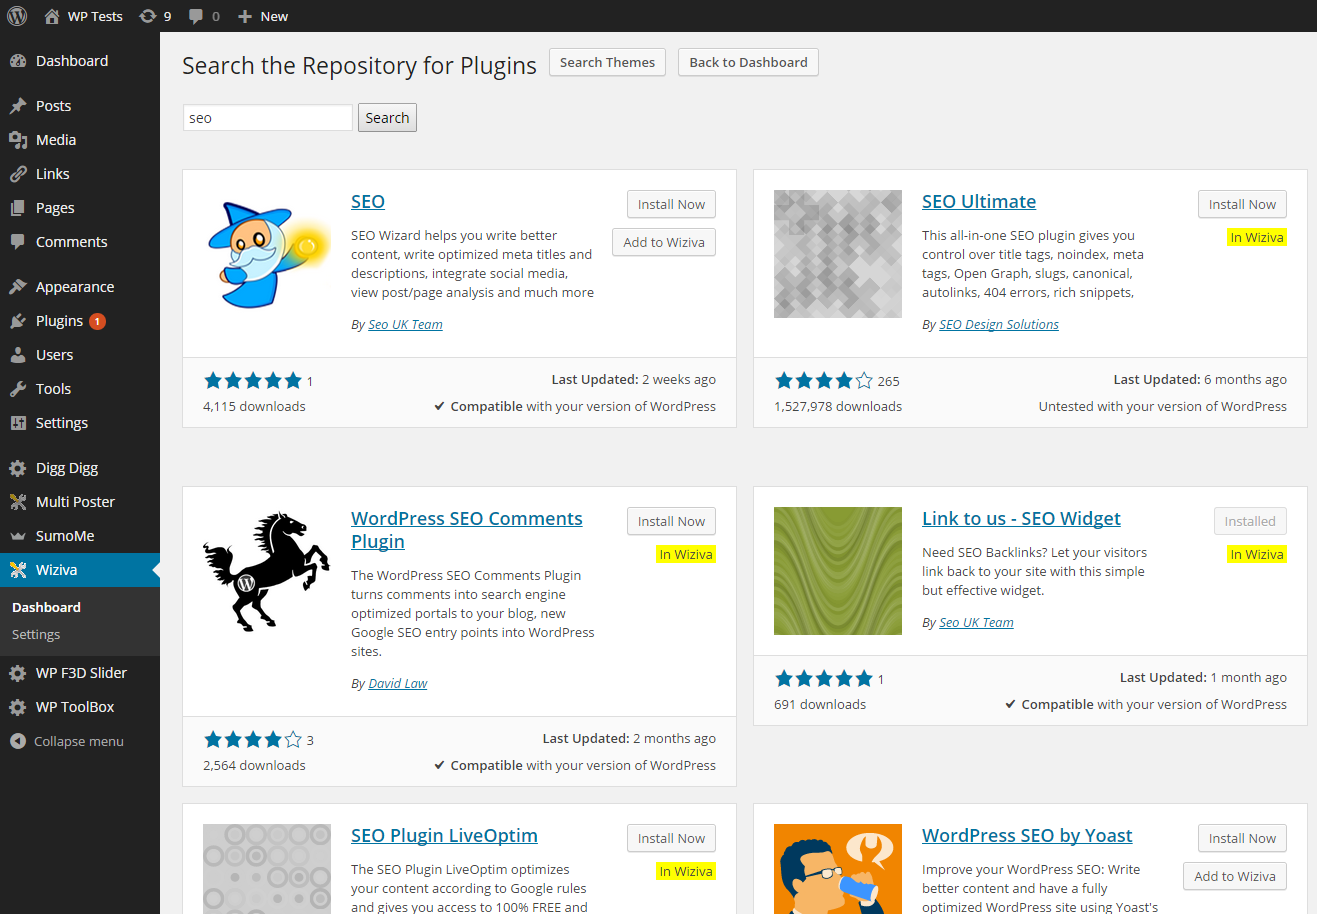 WP Tests 9 0 New
Dashboard
Posts
Media
Links
Pages
Comments
Appearance
Plugins 1
Users
Tools
Settings
Digg Digg
Multi Poster
SumoMe
Wiziva
Dashboard
Settings
WP F3D Slider
WP ToolBox
Collapse menu
Search the Repository for Plugins Search Themes Back to Dashboard
seo Search
SEO
Install Now
Add to Wiziva
SEO Wizard helps you write better
content, write optimized meta titles and
descriptions, integrate social media,
view post/page analysis and much more
By Seo UK Team
1
Last Updated: 2 weeks ago
4,115 downloads
✔ Compatible with your version of WordPress
SEO Ultimate
Install Now
In Wiziva
This all-in-one SEO plugin gives you
control over title tags, noindex, meta
tags, Open Graph, slugs, canonical,
autolinks, 404 errors, rich snippets,
By SEO Design Solutions
265
Last Updated: 6 months ago
1,527,978 downloads
Untested with your version of WordPress
WordPress SEO Comments
Plugin
Install Now
In Wiziva
The WordPress SEO Comments Plugin
turns comments into search engine
optimized portals to your blog, new
Google SEO entry points into WordPress
sites.
By David Law
3
Last Updated: 2 months ago
2,564 downloads
✔ Compatible with your version of WordPress
Link to us - SEO Widget
Installed
In Wiziva
Need SEO Backlinks? Let your visitors
link back to your site with this simple
but effective widget.
By Seo UK Team
1
Last Updated: 1 month ago
691 downloads
✔ Compatible with your version of WordPress
SEO Plugin LiveOptim
Install Now
In Wiziva
The SEO Plugin LiveOptim optimizes
your content according to Google rules
and gives you access to 100% FREE and
WordPress SEO by Yoast
Install Now
Add to Wiziva
Improve your WordPress SEO: Write
better content and have a fully
optimized WordPress site using Yoast's